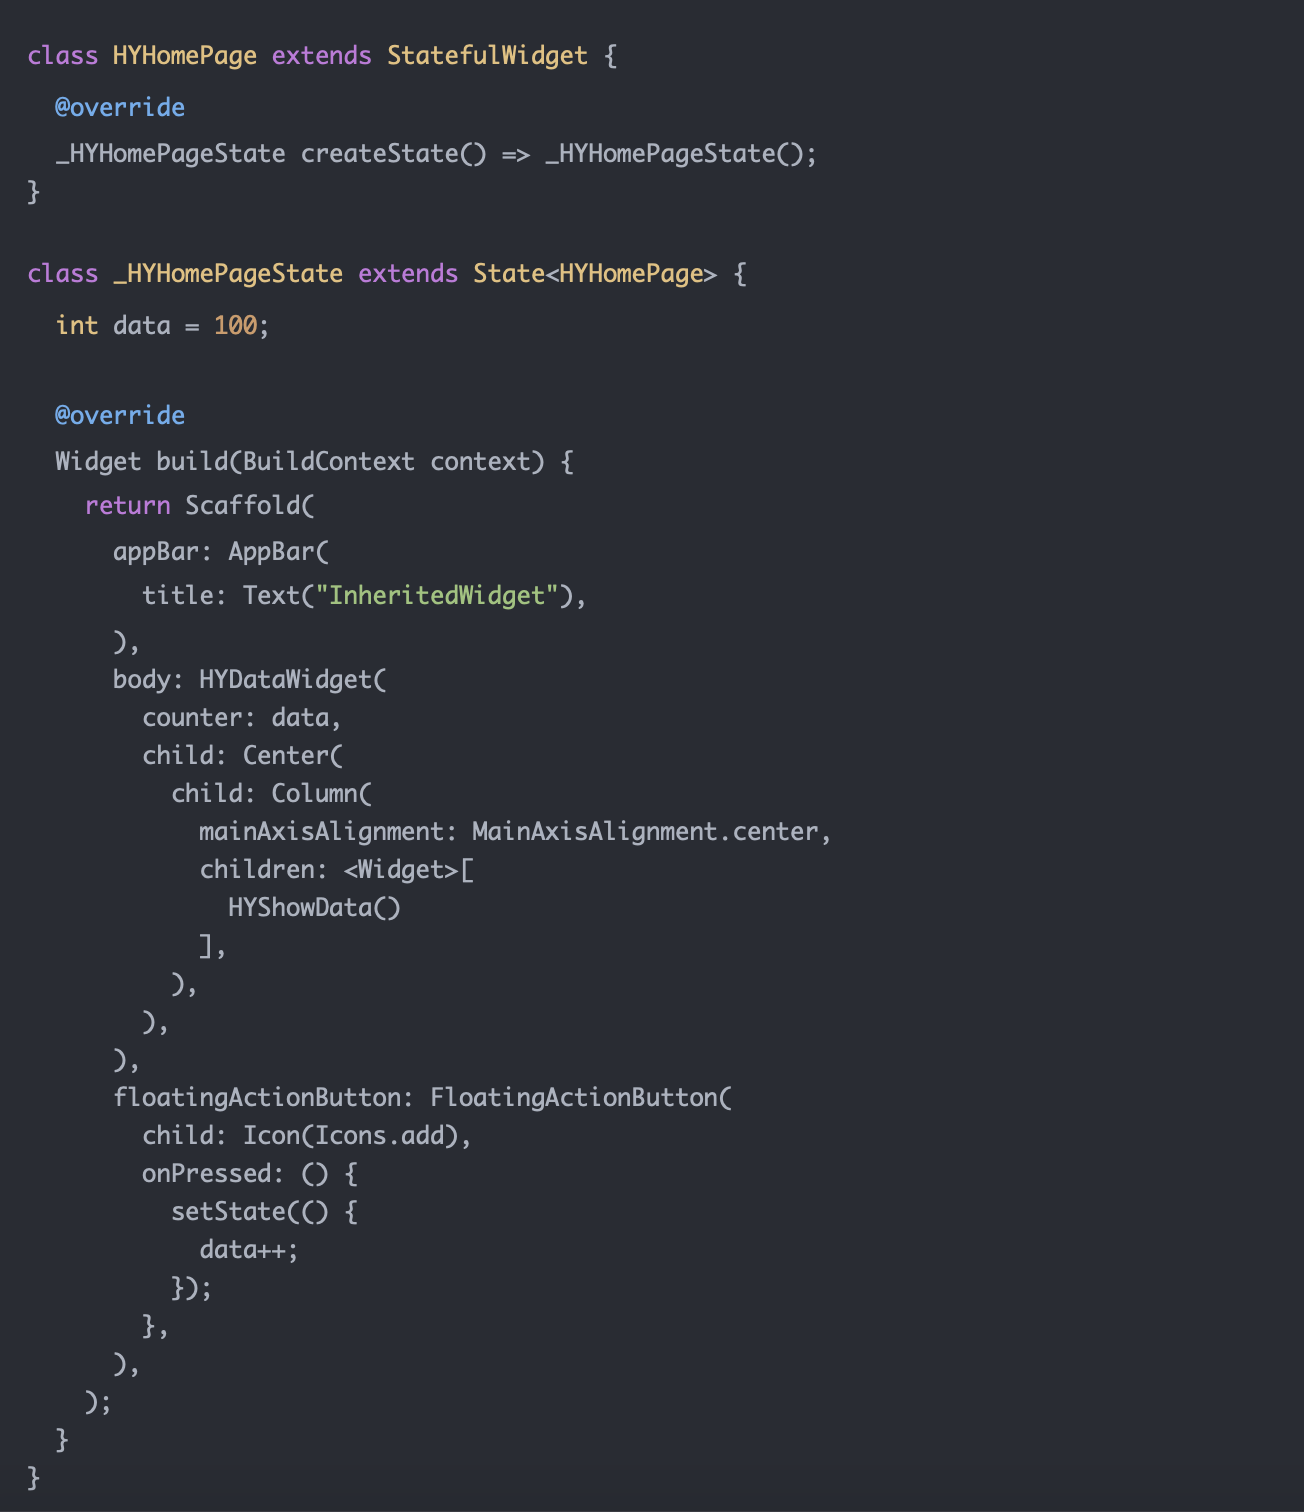 class HYHomePage extends StatefulWidget {
  @override
  _HYHomePageState createState() => _HYHomePageState();
}

class _HYHomePageState extends State<HYHomePage> {
  int data = 100;

  @override
  Widget build(BuildContext context) {
    return Scaffold(
      appBar: AppBar(
        title: Text("InheritedWidget"),
      ),
      body: HYDataWidget(
        counter: data,
        child: Center(
          child: Column(
            mainAxisAlignment: MainAxisAlignment.center,
            children: <Widget>[
              HYShowData()
            ],
          ),
        ),
      ),
      floatingActionButton: FloatingActionButton(
        child: Icon(Icons.add),
        onPressed: () {
          setState(() {
            data++;
          });
        },
      ),
    );
  }
}